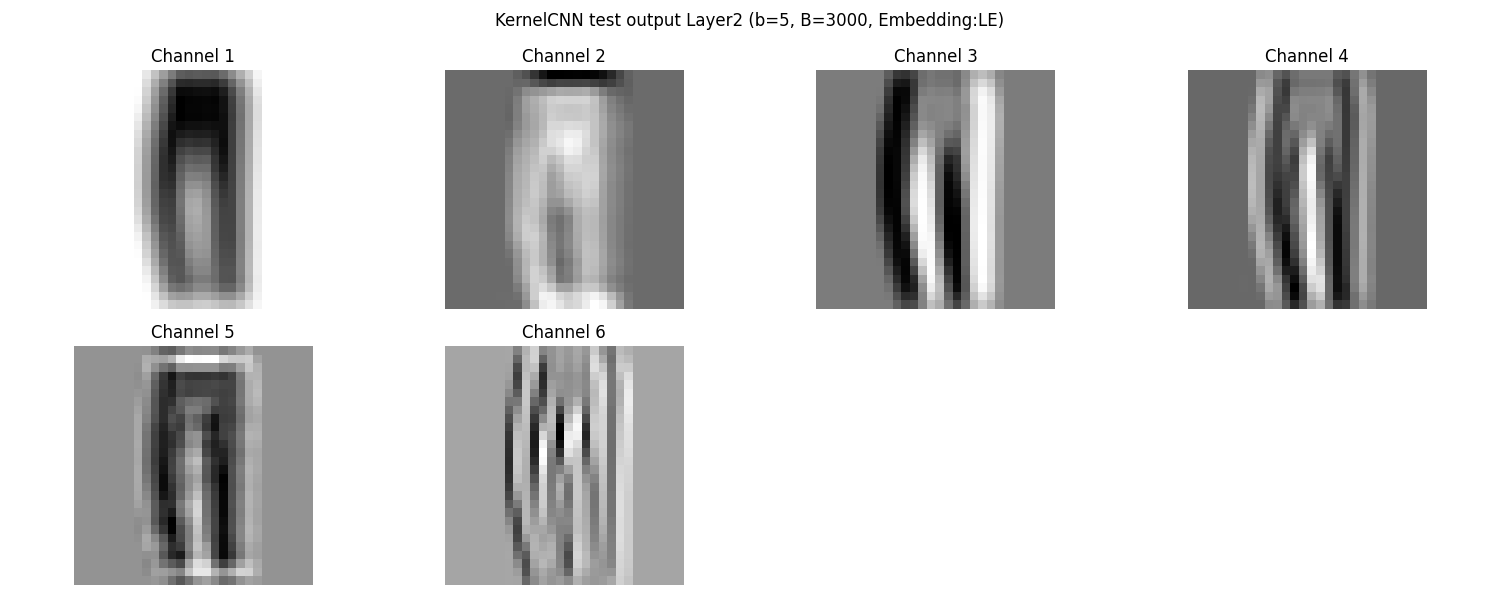 KernelCNN test output Layer2 (b=5, B=3000, Embedding:LE)
Channel 1
Channel 2
Channel 3
Channel 4
Channel 5
Channel 6